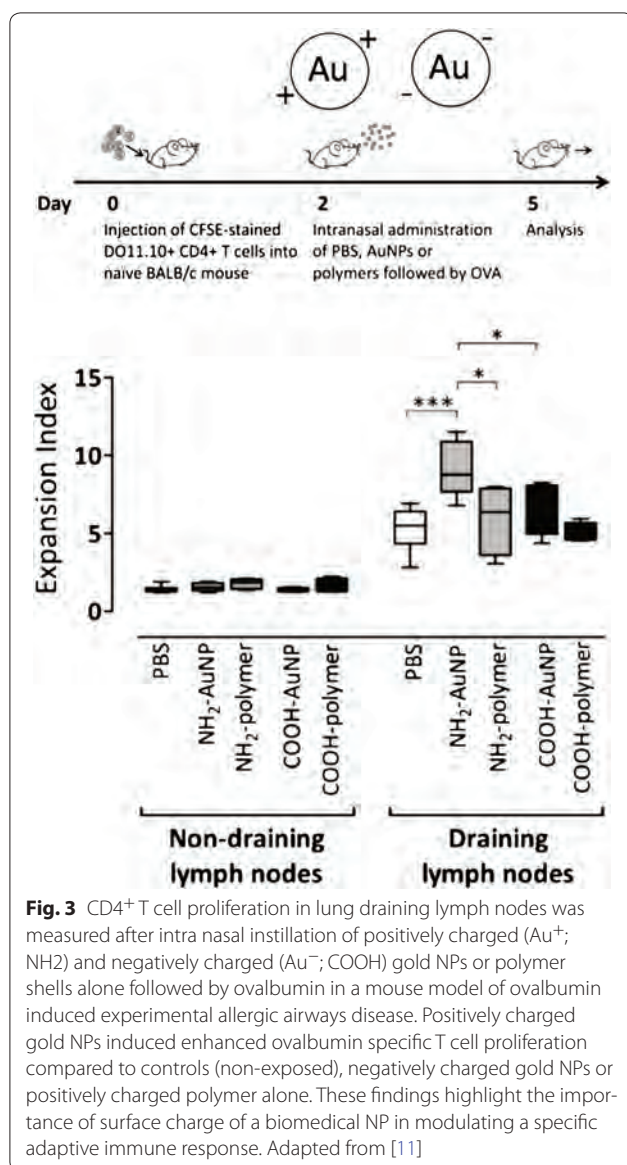 + Au +
- Au -
Day 0 2 5
Injection of CFSE-stained
DO11.10+ CD4+ T cells into
naïve BALB/c mouse
Intranasal administration
of PBS, AuNPs or
polymers followed by OVA
Analysis
Expansion Index
15
10
5
0
***
*
*
PBS
NH₂-AuNP
NH₂-polymer
COOH-AuNP
COOH-polymer
PBS
NH₂-AuNP
NH₂-polymer
COOH-AuNP
COOH-polymer
Non-draining
lymph nodes
Draining
lymph nodes
Fig. 3 CD4⁺ T cell proliferation in lung draining lymph nodes was
measured after intra nasal instillation of positively charged (Au⁺;
NH2) and negatively charged (Au⁻; COOH) gold NPs or polymer
shells alone followed by ovalbumin in a mouse model of ovalbumin
induced experimental allergic airways disease. Positively charged
gold NPs induced enhanced ovalbumin specific T cell proliferation
compared to controls (non-exposed), negatively charged gold NPs or
positively charged polymer alone. These findings highlight the impor-
tance of surface charge of a biomedical NP in modulating a specific
adaptive immune response. Adapted from [11]